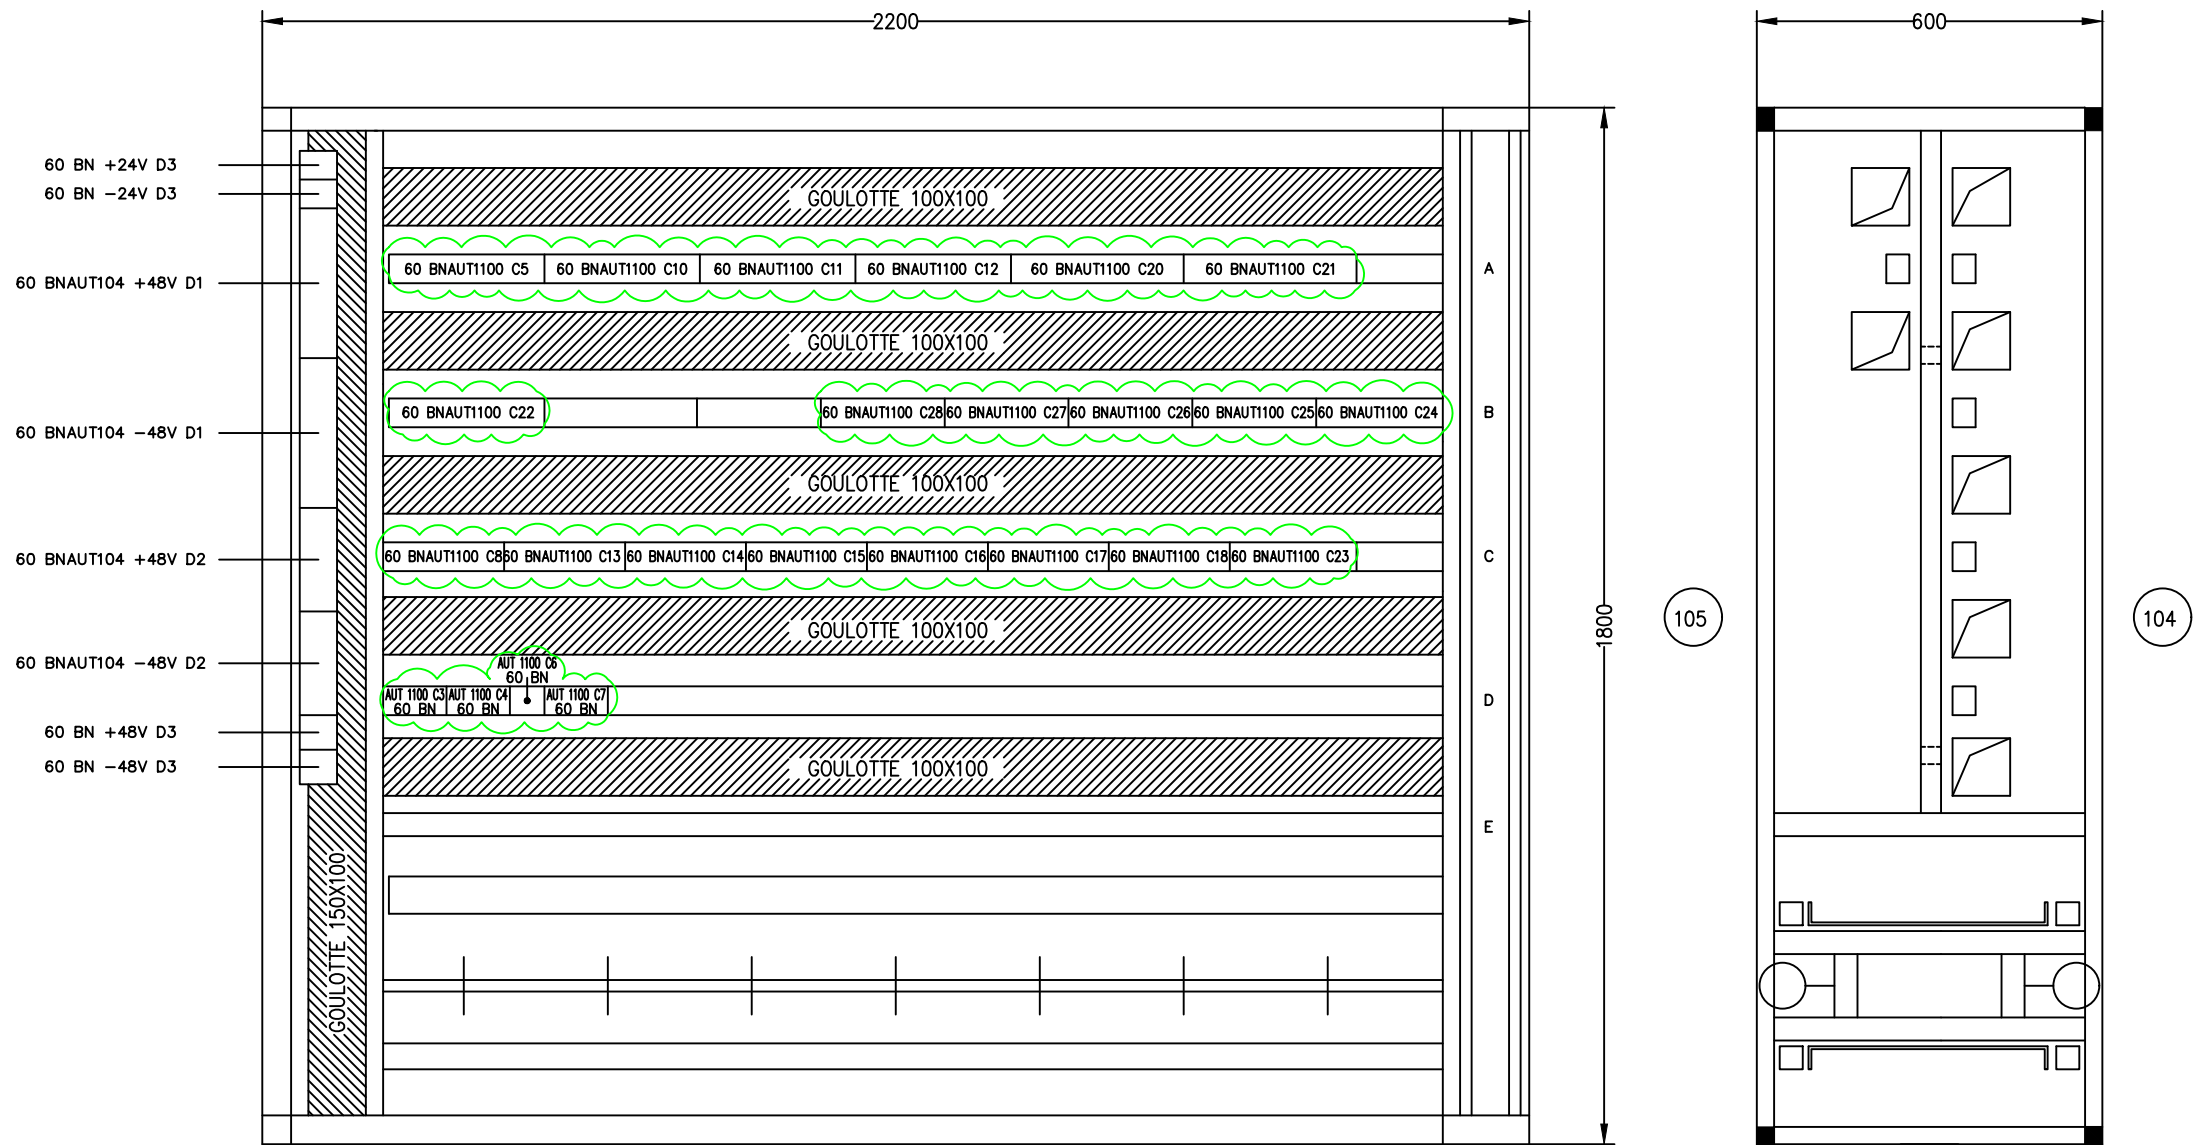 2200
600
60 BN +24V D3
60 BN -24V D3
GOULOTTE 100X100
60 BNAUT1100 C5 60 BNAUT1100 C10 60 BNAUT1100 C11 60 BNAUT1100 C12 60 BNAUT1100 C20 60 BNAUT1100 C21 A
60 BNAUT104 +48V D1
GOULOTTE 100X100
60 BNAUT1100 C22 60 BNAUT1100 C28 60 BNAUT1100 C27 60 BNAUT1100 C26 60 BNAUT1100 C25 60 BNAUT1100 C24 B
60 BNAUT104 -48V D1
GOULOTTE 100X100
60 BNAUT1100 C8 60 BNAUT1100 C13 60 BNAUT1100 C14 60 BNAUT1100 C15 60 BNAUT1100 C16 60 BNAUT1100 C17 60 BNAUT1100 C18 60 BNAUT1100 C23 C
60 BNAUT104 +48V D2
1800
105
104
GOULOTTE 100X100
60 BNAUT104 -48V D2
AUT 1100 C6
60 BN
AUT 1100 C3 AUT 1100 C4 AUT 1100 C7
60 BN 60 BN 60 BN
D
60 BN +48V D3
60 BN -48V D3
GOULOTTE 100X100
E
GOULOTTE 150X100